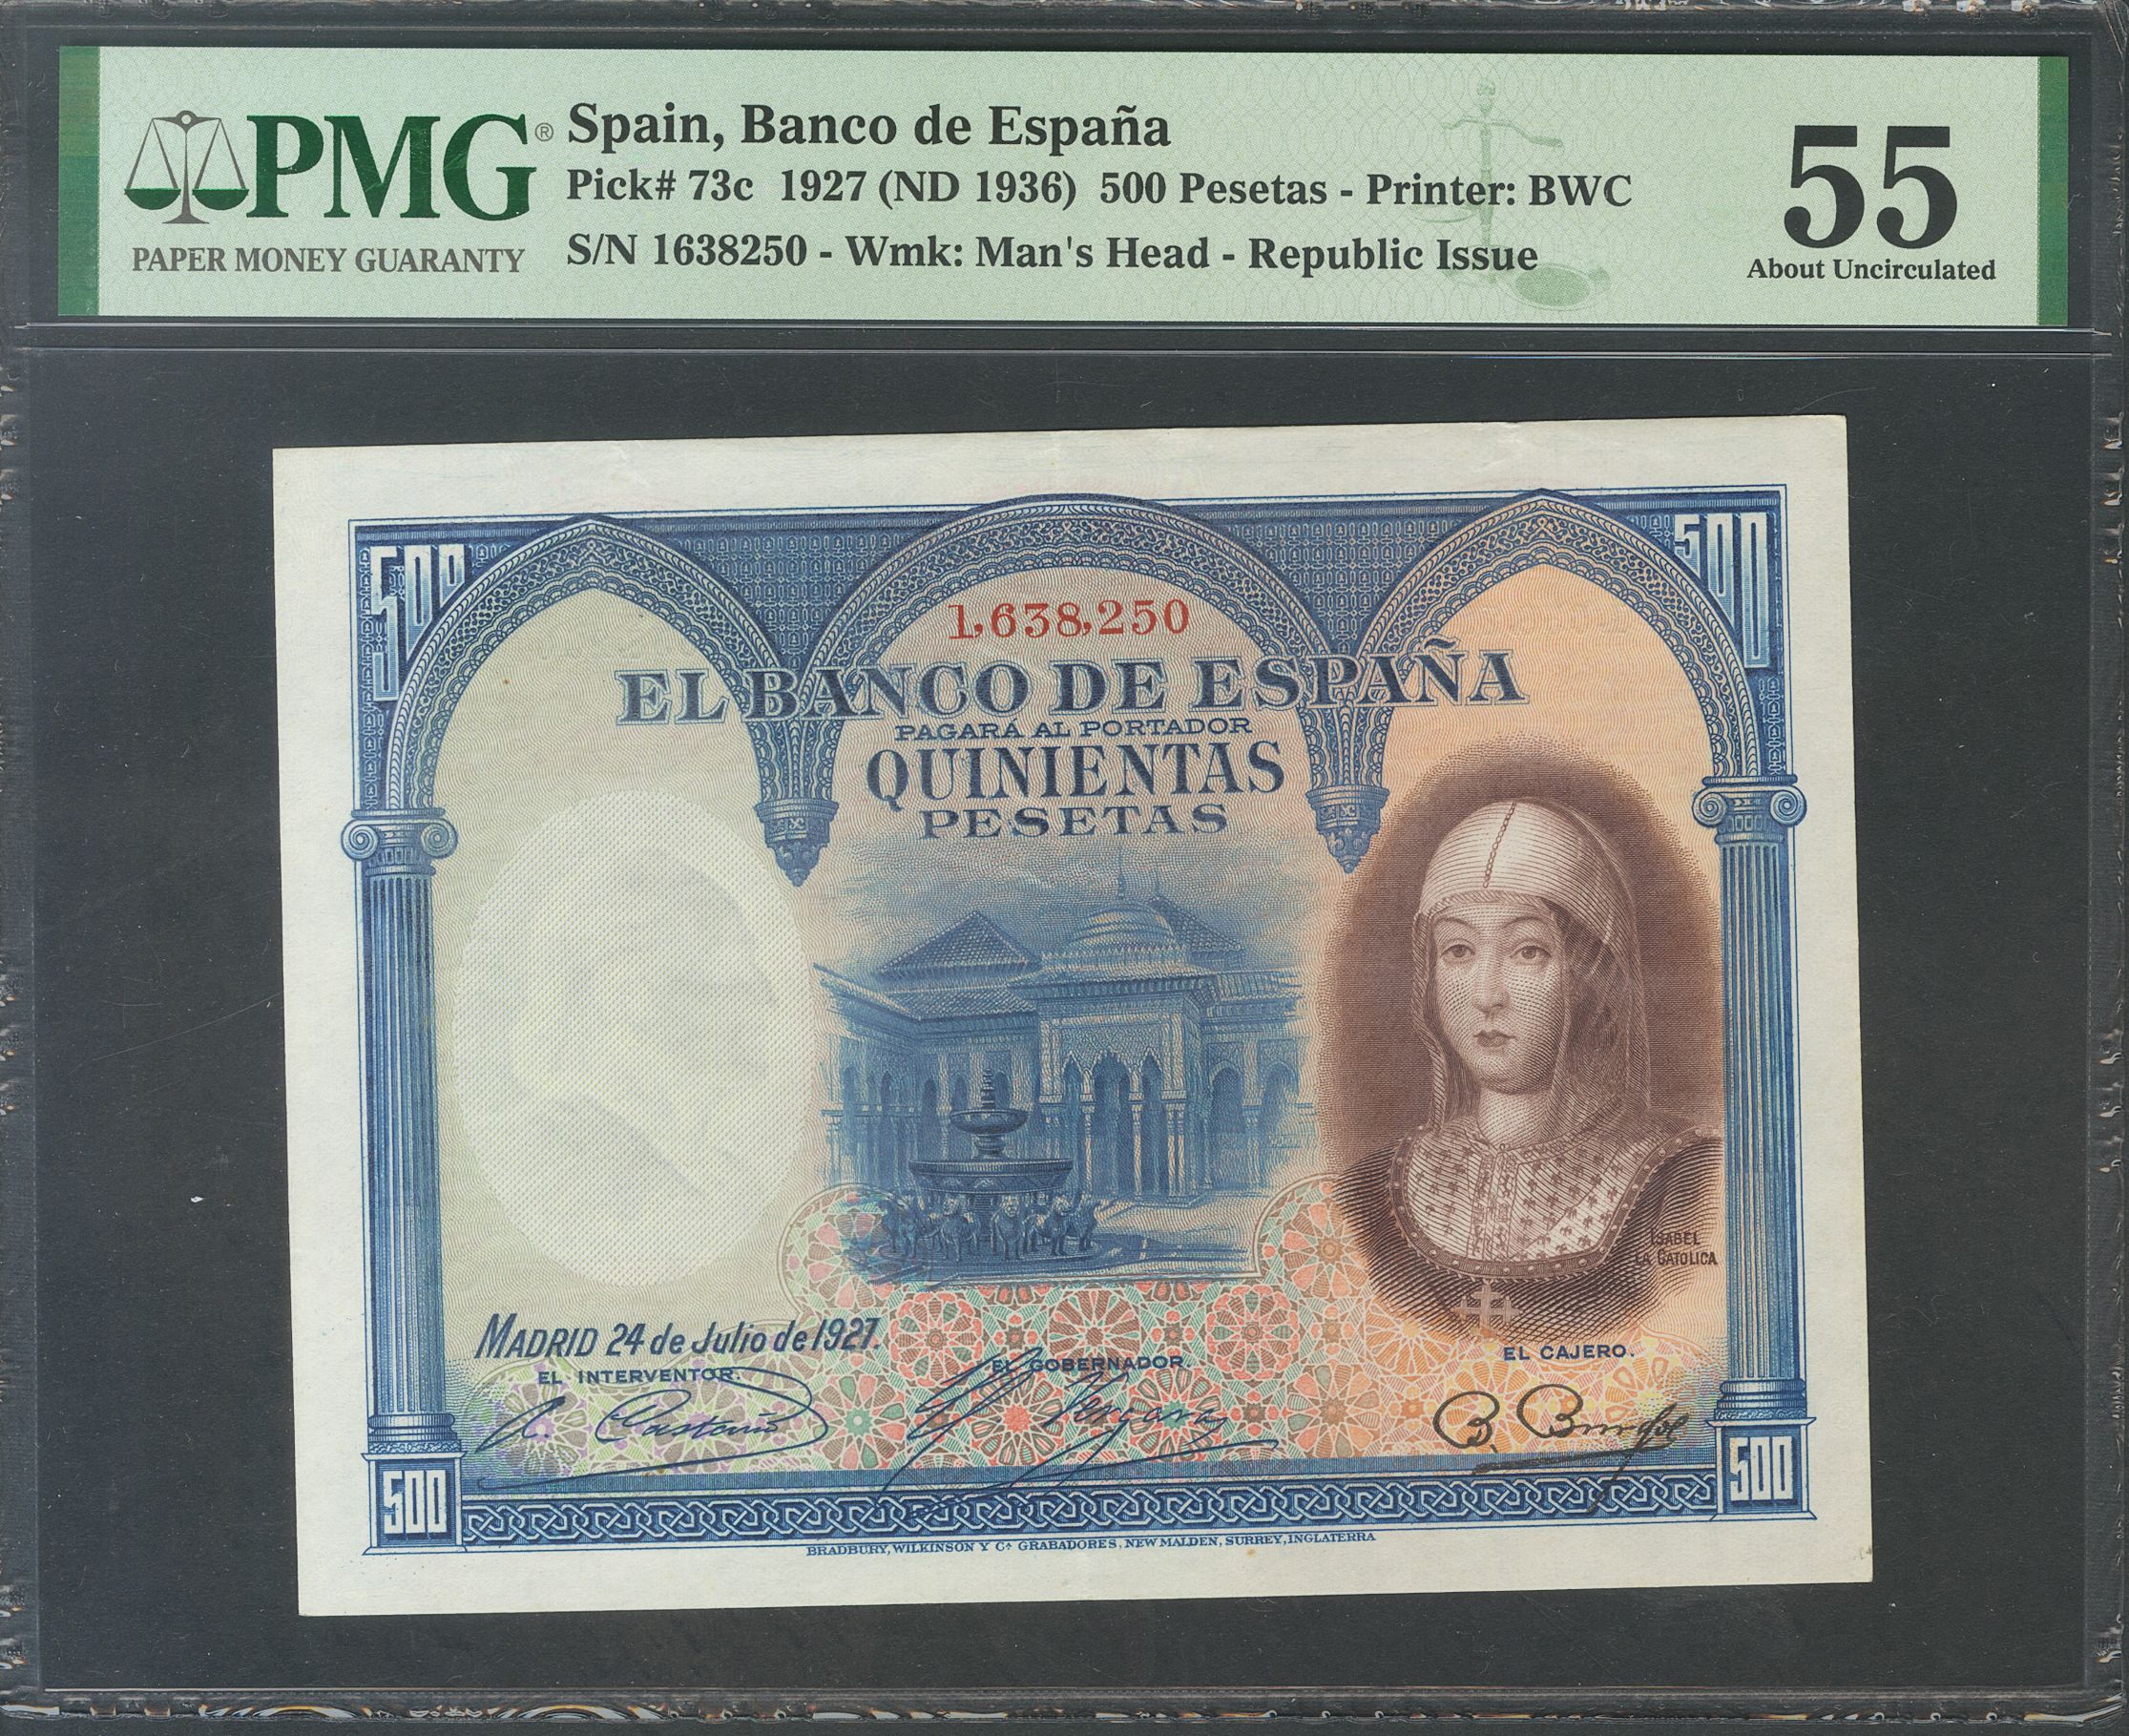 PMG®
PAPER MONEY GUARANTY
Spain, Banco de España
Pick# 73c 1927 (ND 1936) 500 Pesetas - Printer: BWC
S/N 1638250 - Wmk: Man's Head - Republic Issue
55
About Uncirculated
500
500
1,638,250
EL BANCO DE ESPAÑA
PAGARÁ AL PORTADOR
QUINIENTAS
PESETAS
ISABEL
LA CATOLICA
MADRID 24 de Julio de 1927.
EL INTERVENTOR.
EL GOBERNADOR.
EL CAJERO.
500
500
BRADBURY, WILKINSON Y Cª GRABADORES, NEW MALDEN, SURREY, INGLATERRA